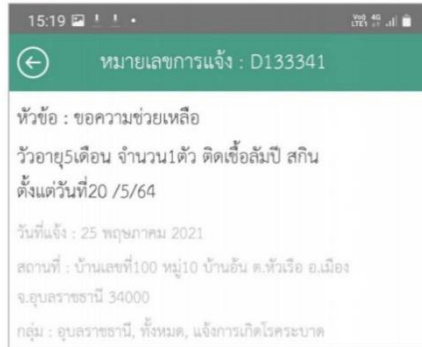 15:19
VoLTE1 4G
หมายเลขการแจ้ง : D133341
หัวข้อ : ขอความช่วยเหลือ
วัวอายุ5เดือน จำนวน1ตัว ติดเชื้อลัมปี สกิน
ตั้งแต่วันที่20 /5/64
วันที่แจ้ง : 25 พฤษภาคม 2021
สถานที่ : บ้านเลขที่100 หมู่10 บ้านอ้น ต.หัวเรือ อ.เมือง
จ.อุบลราชธานี 34000
กลุ่ม : อุบลราชธานี, ทั้งหมด, แจ้งการเกิดโรคระบาด